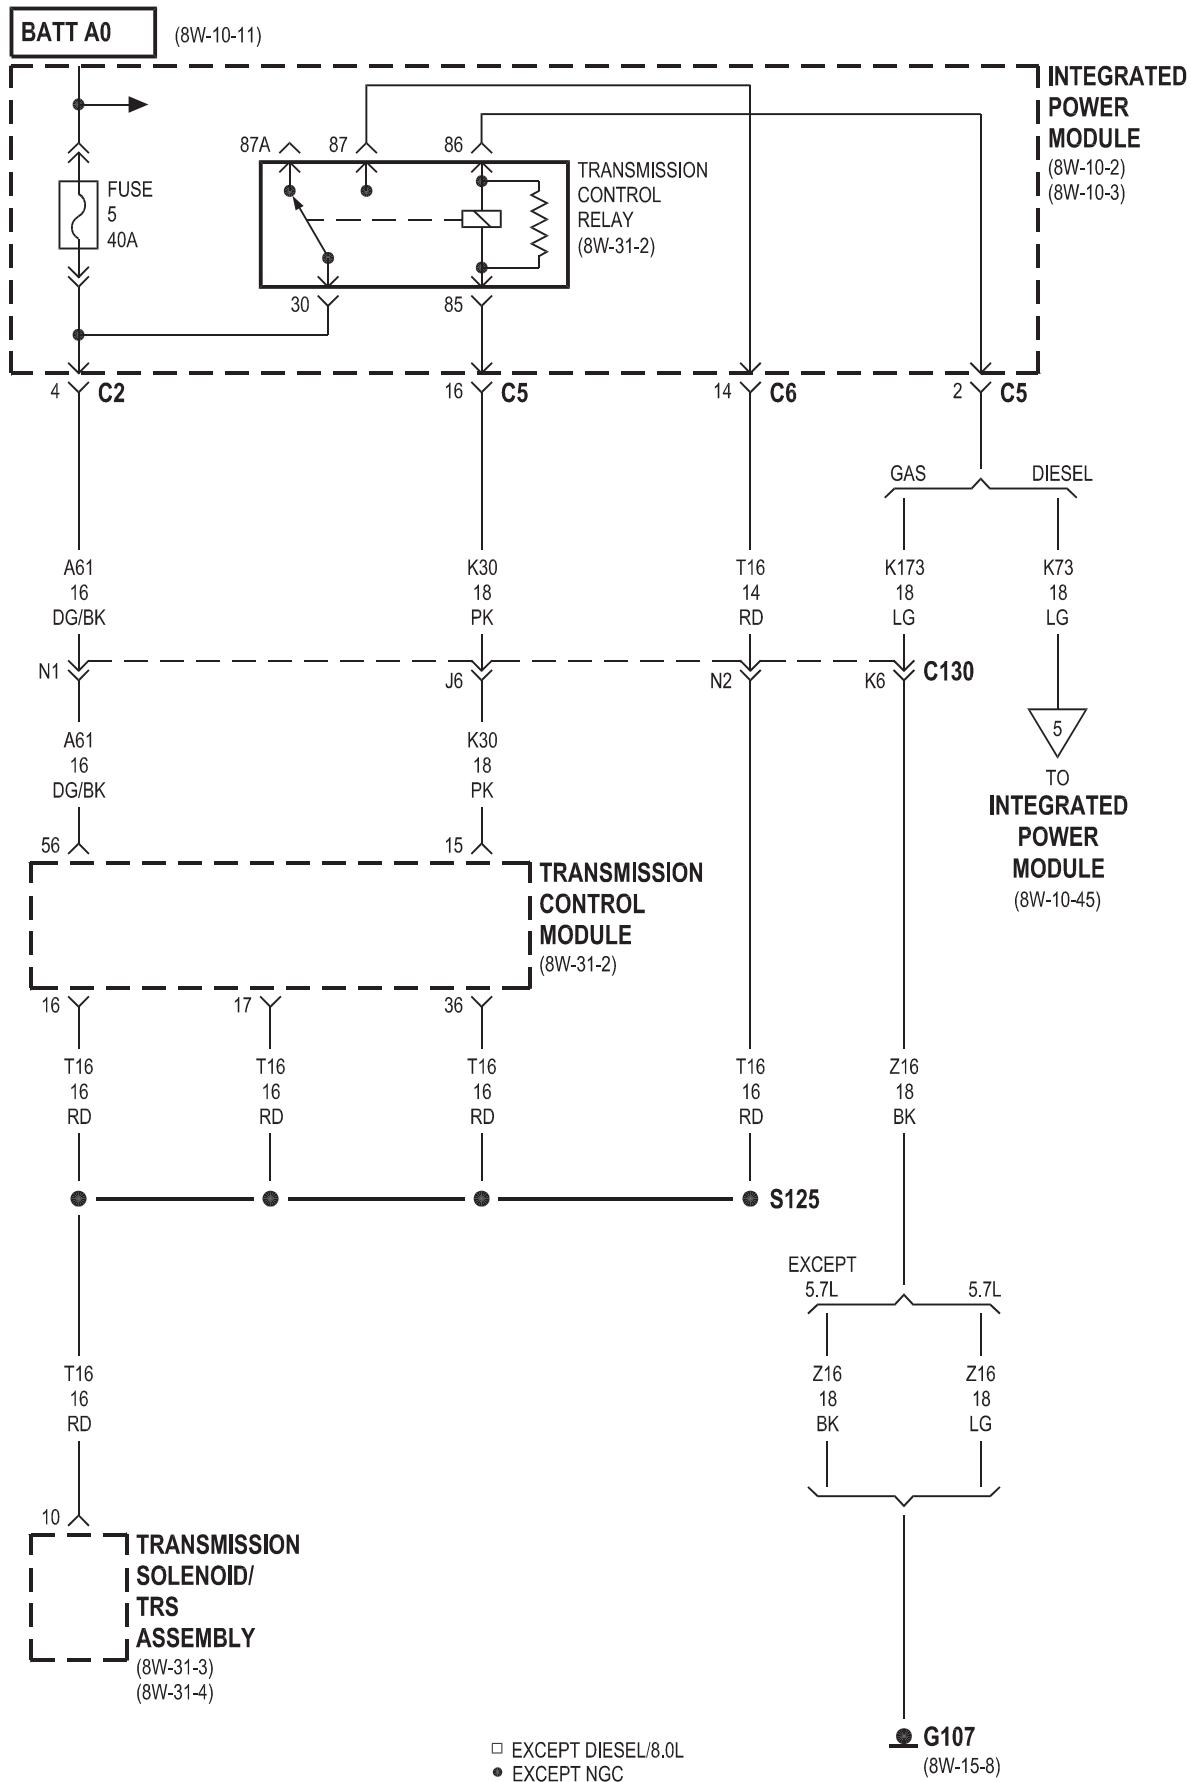 BATT A0 (8W-10-11)
INTEGRATED
POWER
MODULE
(8W-10-2)
(8W-10-3)
87A 87 86
TRANSMISSION
CONTROL
RELAY
(8W-31-2)
FUSE
5
40A
30 85
4 C2 16 C5 14 C6 2 C5
GAS DIESEL
A61 K30 T16 K173 K73
16 18 14 18 18
DG/BK PK RD LG LG
N1 J6 N2 K6 C130
5
A61 K30
16 18
DG/BK PK
TO
INTEGRATED
POWER
MODULE
(8W-10-45)
56 15
TRANSMISSION
CONTROL
MODULE
(8W-31-2)
16 17 36
T16 T16 T16 T16 Z16
16 16 16 16 18
RD RD RD RD BK
S125
EXCEPT
5.7L 5.7L
T16 Z16 Z16
16 18 18
RD BK LG
10
TRANSMISSION
SOLENOID/
TRS
ASSEMBLY
(8W-31-3)
(8W-31-4)
G107
(8W-15-8)
EXCEPT DIESEL/8.0L
EXCEPT NGC